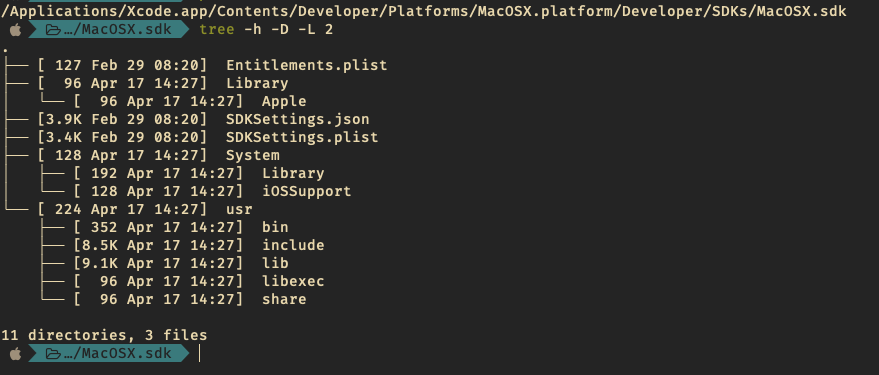 /Applications/Xcode.app/Contents/Developer/Platforms/MacOSX.platform/Developer/SDKs/MacOSX.sdk
…/MacOSX.sdk tree -h -D -L 2
.
├── [ 127 Feb 29 08:20]  Entitlements.plist
├── [  96 Apr 17 14:27]  Library
│   └── [  96 Apr 17 14:27]  Apple
├── [3.9K Feb 29 08:20]  SDKSettings.json
├── [3.4K Feb 29 08:20]  SDKSettings.plist
├── [ 128 Apr 17 14:27]  System
│   ├── [ 192 Apr 17 14:27]  Library
│   └── [ 128 Apr 17 14:27]  iOSSupport
└── [ 224 Apr 17 14:27]  usr
    ├── [ 352 Apr 17 14:27]  bin
    ├── [8.5K Apr 17 14:27]  include
    ├── [9.1K Apr 17 14:27]  lib
    ├── [  96 Apr 17 14:27]  libexec
    └── [  96 Apr 17 14:27]  share
11 directories, 3 files
…/MacOSX.sdk